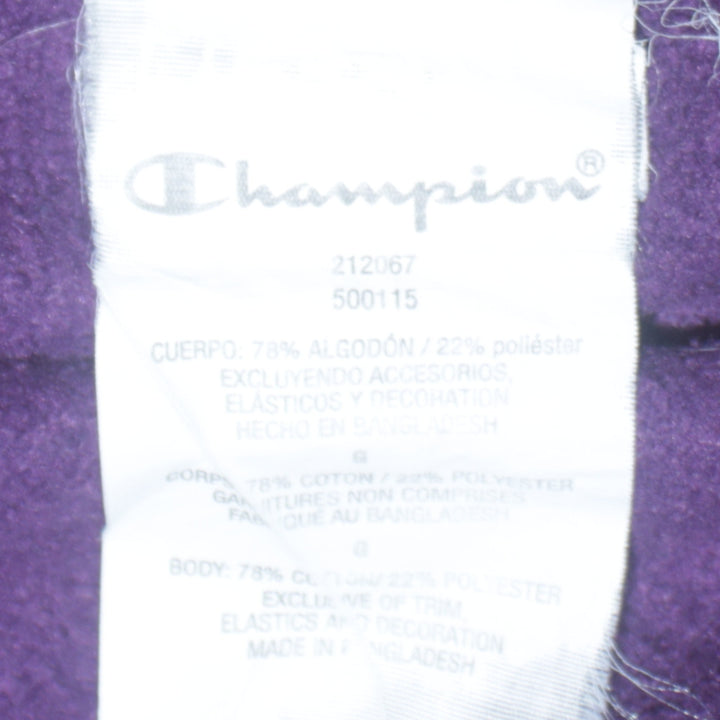 Champion®
212067
500115
CUERPO: 78% ALGODÓN / 22% poliéster
EXCLUYENDO ACCESORIOS,
ELÁSTICOS Y DECORATION
HECHO EN BANGLADESH
G
CORPS 78% COTON / 22% POLYESTER
GARNITURES NON COMPRISES
FABRIQUE AU BANGLADESH
G
BODY: 78% COTTON / 22% POLYESTER
EXCLUSIVE OF TRIM,
ELASTICS AND DECORATION
MADE IN BANGLADESH